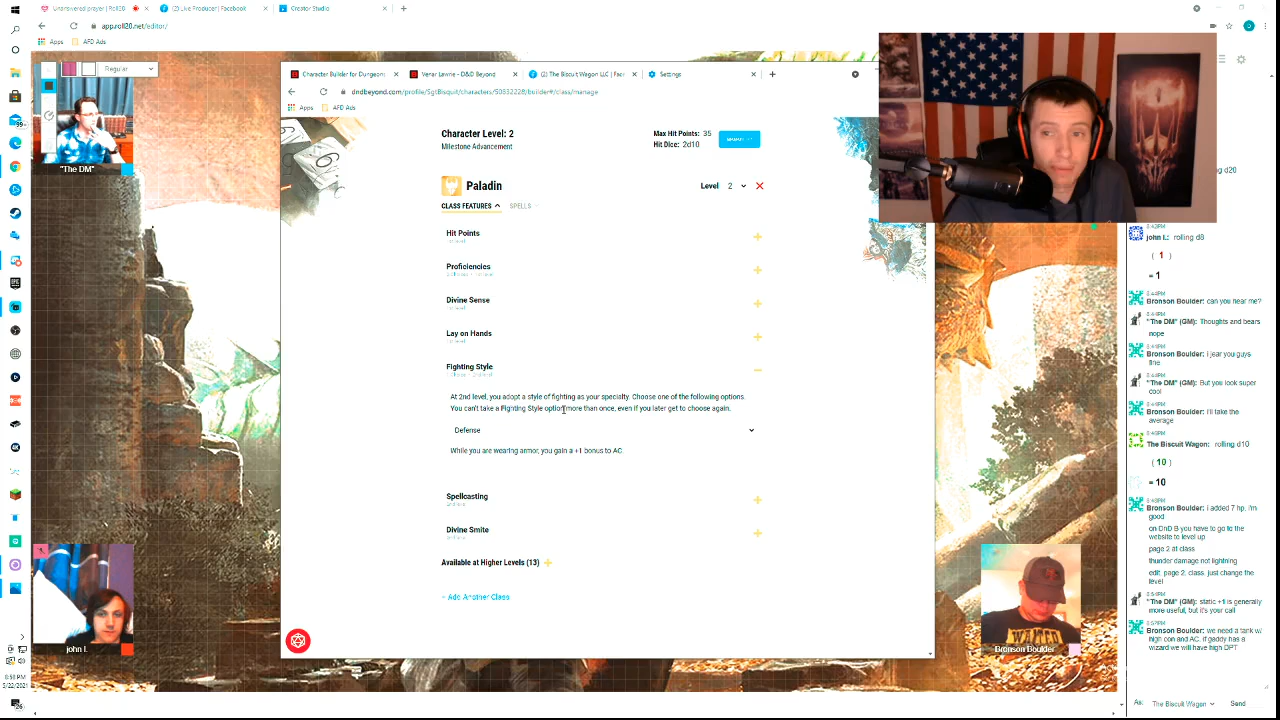 Unanswered prayer | Roll20
(2) Live Producer | Facebook
Creator Studio
app.roll20.net/editor/
Apps
AFD Ads
Regular
"The DM"
Character Builder for Dungeons
Venar Lawrie - D&D Beyond
(2) The Biscuit Wagon LLC | Face
Settings
dndbeyond.com/profile/SgtBisquit/characters/50832228/builder#/class/manage
Apps
AFD Ads
Character Level: 2
Milestone Advancement
Max Hit Points: 35
Hit Dice: 2d10
Paladin
Level 2
CLASS FEATURES
SPELLS
Hit Points
Proficiencies
Divine Sense
Lay on Hands
Fighting Style
At 2nd level, you adopt a style of fighting as your specialty. Choose one of the following options.
You can't take a Fighting Style option more than once, even if you later get to choose again.
Defense
While you are wearing armor, you gain a +1 bonus to AC.
Spellcasting
Divine Smite
Available at Higher Levels (13)
+ Add Another Class
john l.
Bronson Boulder
g d20
john l.: rolling d8
( 1 )
= 1
Bronson Boulder: can you hear me?
"The DM" (GM): Thoughts and bears
nope
Bronson Boulder: i jear you guys
fine
"The DM" (GM): But you look super
cool
Bronson Boulder: i'll take the
average
The Biscuit Wagon: rolling d10
( 10 )
= 10
Bronson Boulder: i added 7 hp. i'm
good
on DnD B you have to go to the
website to level up
page 2 at class
thunder damage not lightning
edit: page 2, class, just change the
level
"The DM" (GM): static +1 is generally
more useful, but it's your call
Bronson Boulder: we need a tank w/
high con and AC. if gaddy has a
wizard we will have high DPT
As: The Biscuit Wagon
Send
5/22/2021